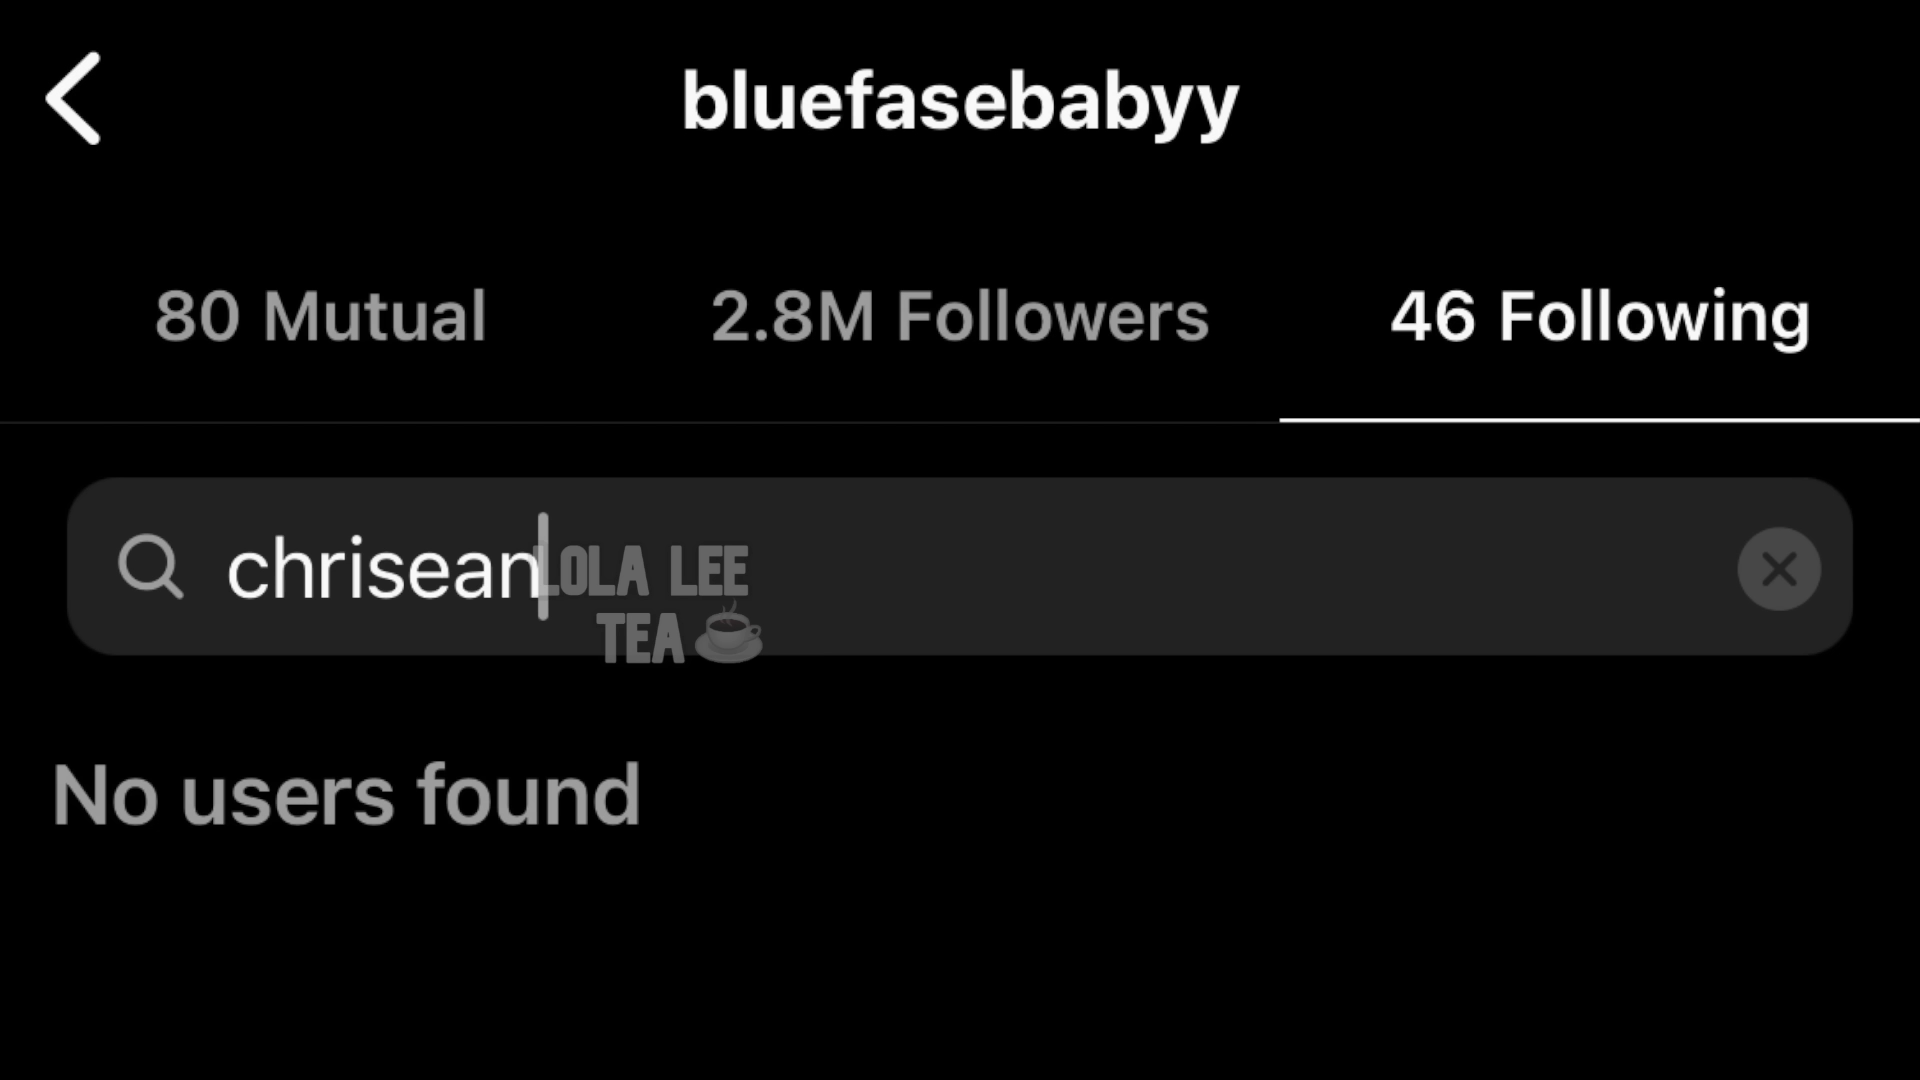 bluefasebabyy
80 Mutual 2.8M Followers 46 Following
chrisean
LOLA LEE
TEA
No users found